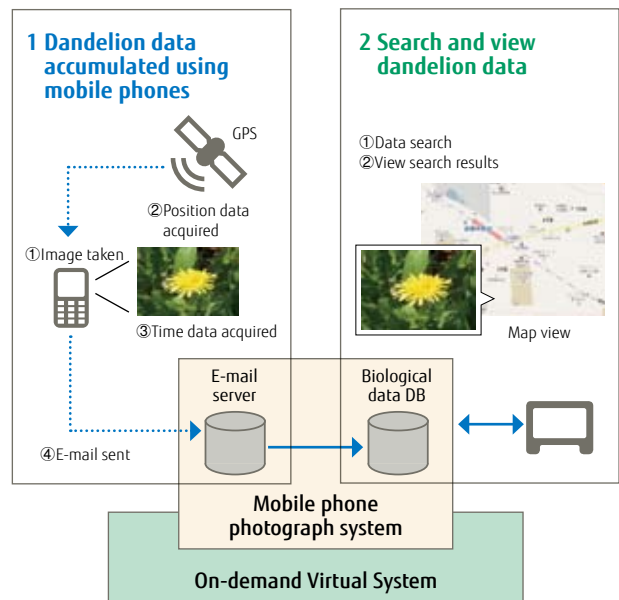 1 Dandelion data
accumulated using
mobile phones
GPS
②Position data
acquired
①Image taken
③Time data acquired
④E-mail sent
2 Search and view
dandelion data
①Data search
②View search results
Map view
E-mail
server
Biological
data DB
Mobile phone
photograph system
On-demand Virtual System